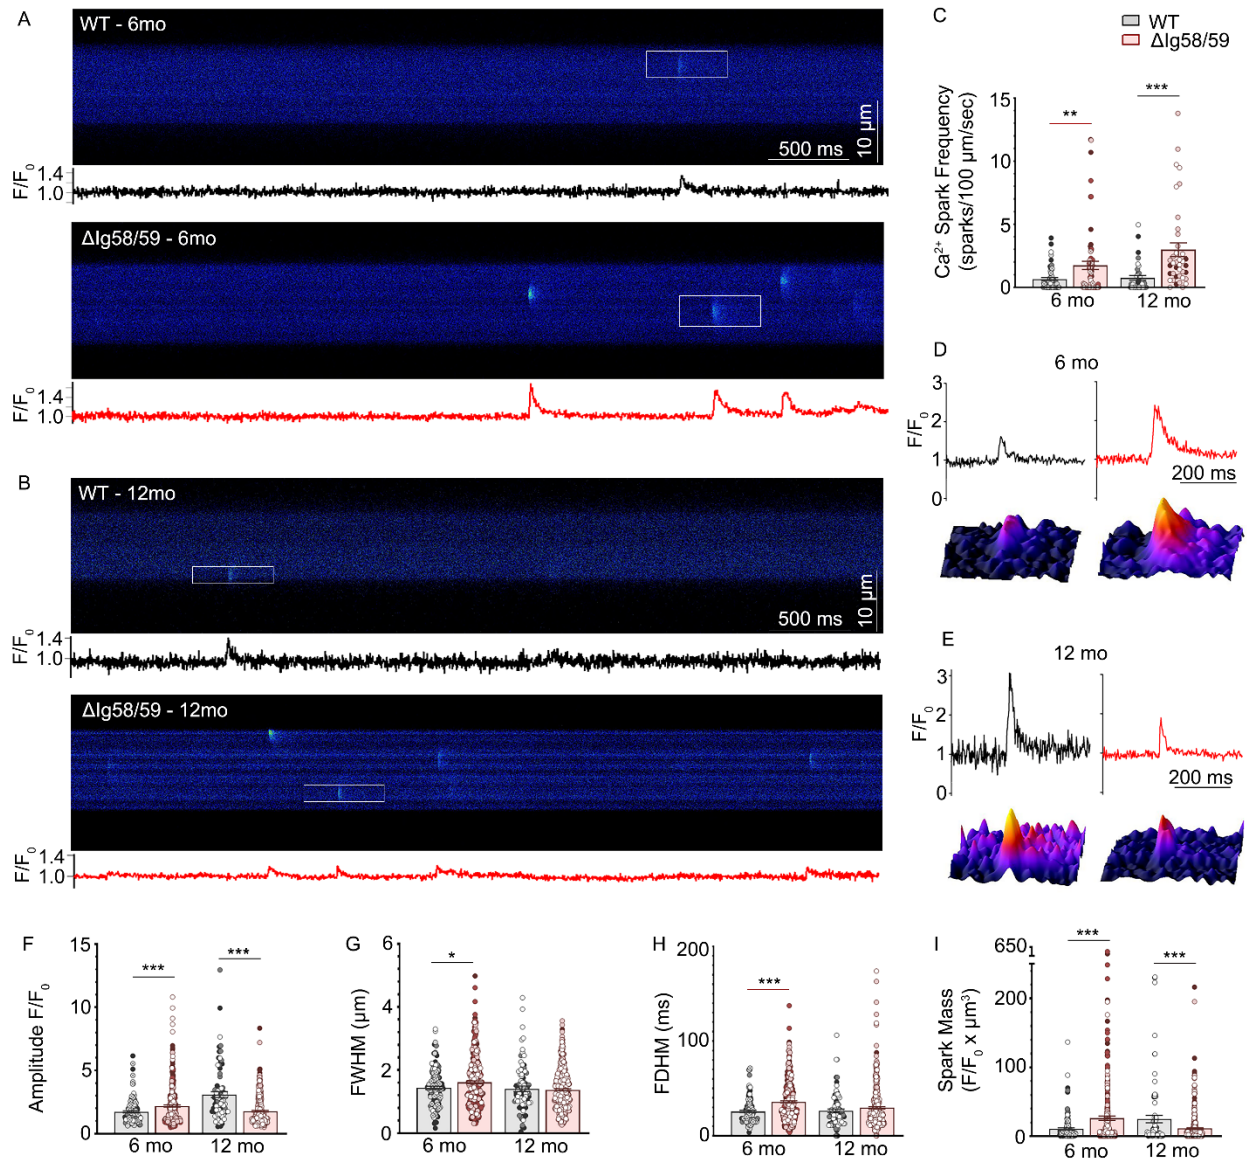 A
WT - 6mo
500 ms
10 µm
F/F0
1.4
1.0
ΔIg58/59 - 6mo
F/F0
1.4
1.0
B
WT - 12mo
500 ms
10 µm
F/F0
1.4
1.0
ΔIg58/59 - 12mo
F/F0
1.4
1.0
C
WT
ΔIg58/59
Ca2+ Spark Frequency
(sparks/100 µm/sec)
15
10
5
0
**
***
6 mo
12 mo
D
6 mo
F/F0
3
2
1
0
200 ms
E
12 mo
F/F0
3
2
1
0
200 ms
F
Amplitude F/F0
15
10
5
0
***
***
6 mo
12 mo
G
FWHM (µm)
6
4
2
0
*
6 mo
12 mo
H
FDHM (ms)
200
100
0
***
6 mo
12 mo
I
Spark Mass
(F/F0 x µm³)
650
200
100
0
***
***
6 mo
12 mo